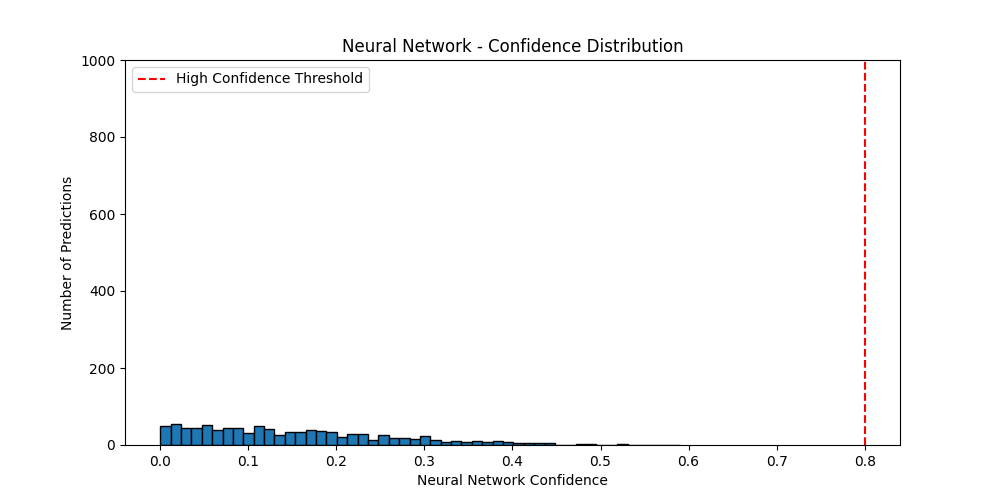 Neural Network - Confidence Distribution
High Confidence Threshold
Number of Predictions
1000
800
600
400
200
0
0.0 0.1 0.2 0.3 0.4 0.5 0.6 0.7 0.8
Neural Network Confidence